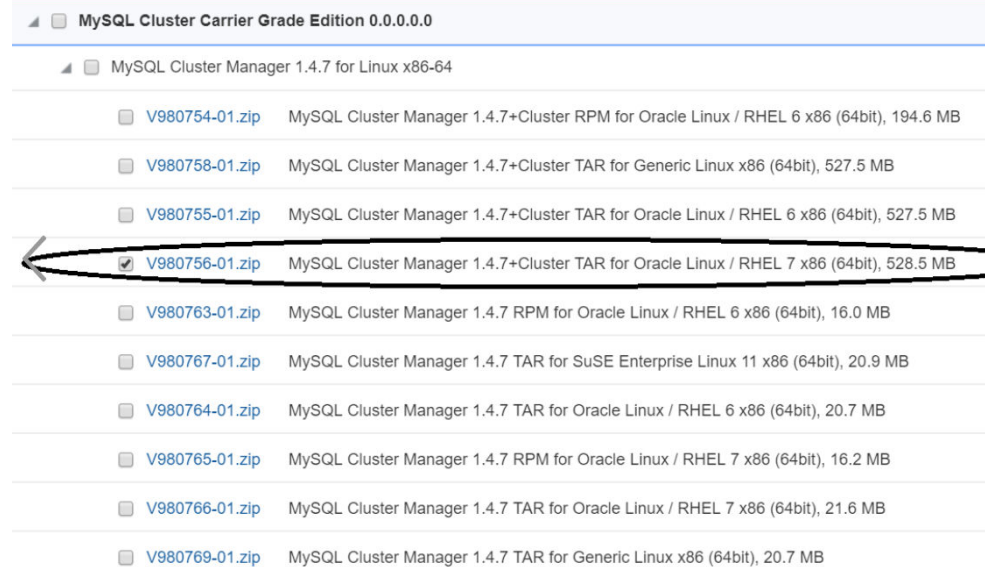 MySQL Cluster Carrier Grade Edition 0.0.0.0.0
MySQL Cluster Manager 1.4.7 for Linux x86-64
V980754-01.zip MySQL Cluster Manager 1.4.7+Cluster RPM for Oracle Linux / RHEL 6 x86 (64bit), 194.6 MB
V980758-01.zip MySQL Cluster Manager 1.4.7+Cluster TAR for Generic Linux x86 (64bit), 527.5 MB
V980755-01.zip MySQL Cluster Manager 1.4.7+Cluster TAR for Oracle Linux / RHEL 6 x86 (64bit), 527.5 MB
V980756-01.zip MySQL Cluster Manager 1.4.7+Cluster TAR for Oracle Linux / RHEL 7 x86 (64bit), 528.5 MB
V980763-01.zip MySQL Cluster Manager 1.4.7 RPM for Oracle Linux / RHEL 6 x86 (64bit), 16.0 MB
V980767-01.zip MySQL Cluster Manager 1.4.7 TAR for SuSE Enterprise Linux 11 x86 (64bit), 20.9 MB
V980764-01.zip MySQL Cluster Manager 1.4.7 TAR for Oracle Linux / RHEL 6 x86 (64bit), 20.7 MB
V980765-01.zip MySQL Cluster Manager 1.4.7 RPM for Oracle Linux / RHEL 7 x86 (64bit), 16.2 MB
V980766-01.zip MySQL Cluster Manager 1.4.7 TAR for Oracle Linux / RHEL 7 x86 (64bit), 21.6 MB
V980769-01.zip MySQL Cluster Manager 1.4.7 TAR for Generic Linux x86 (64bit), 20.7 MB